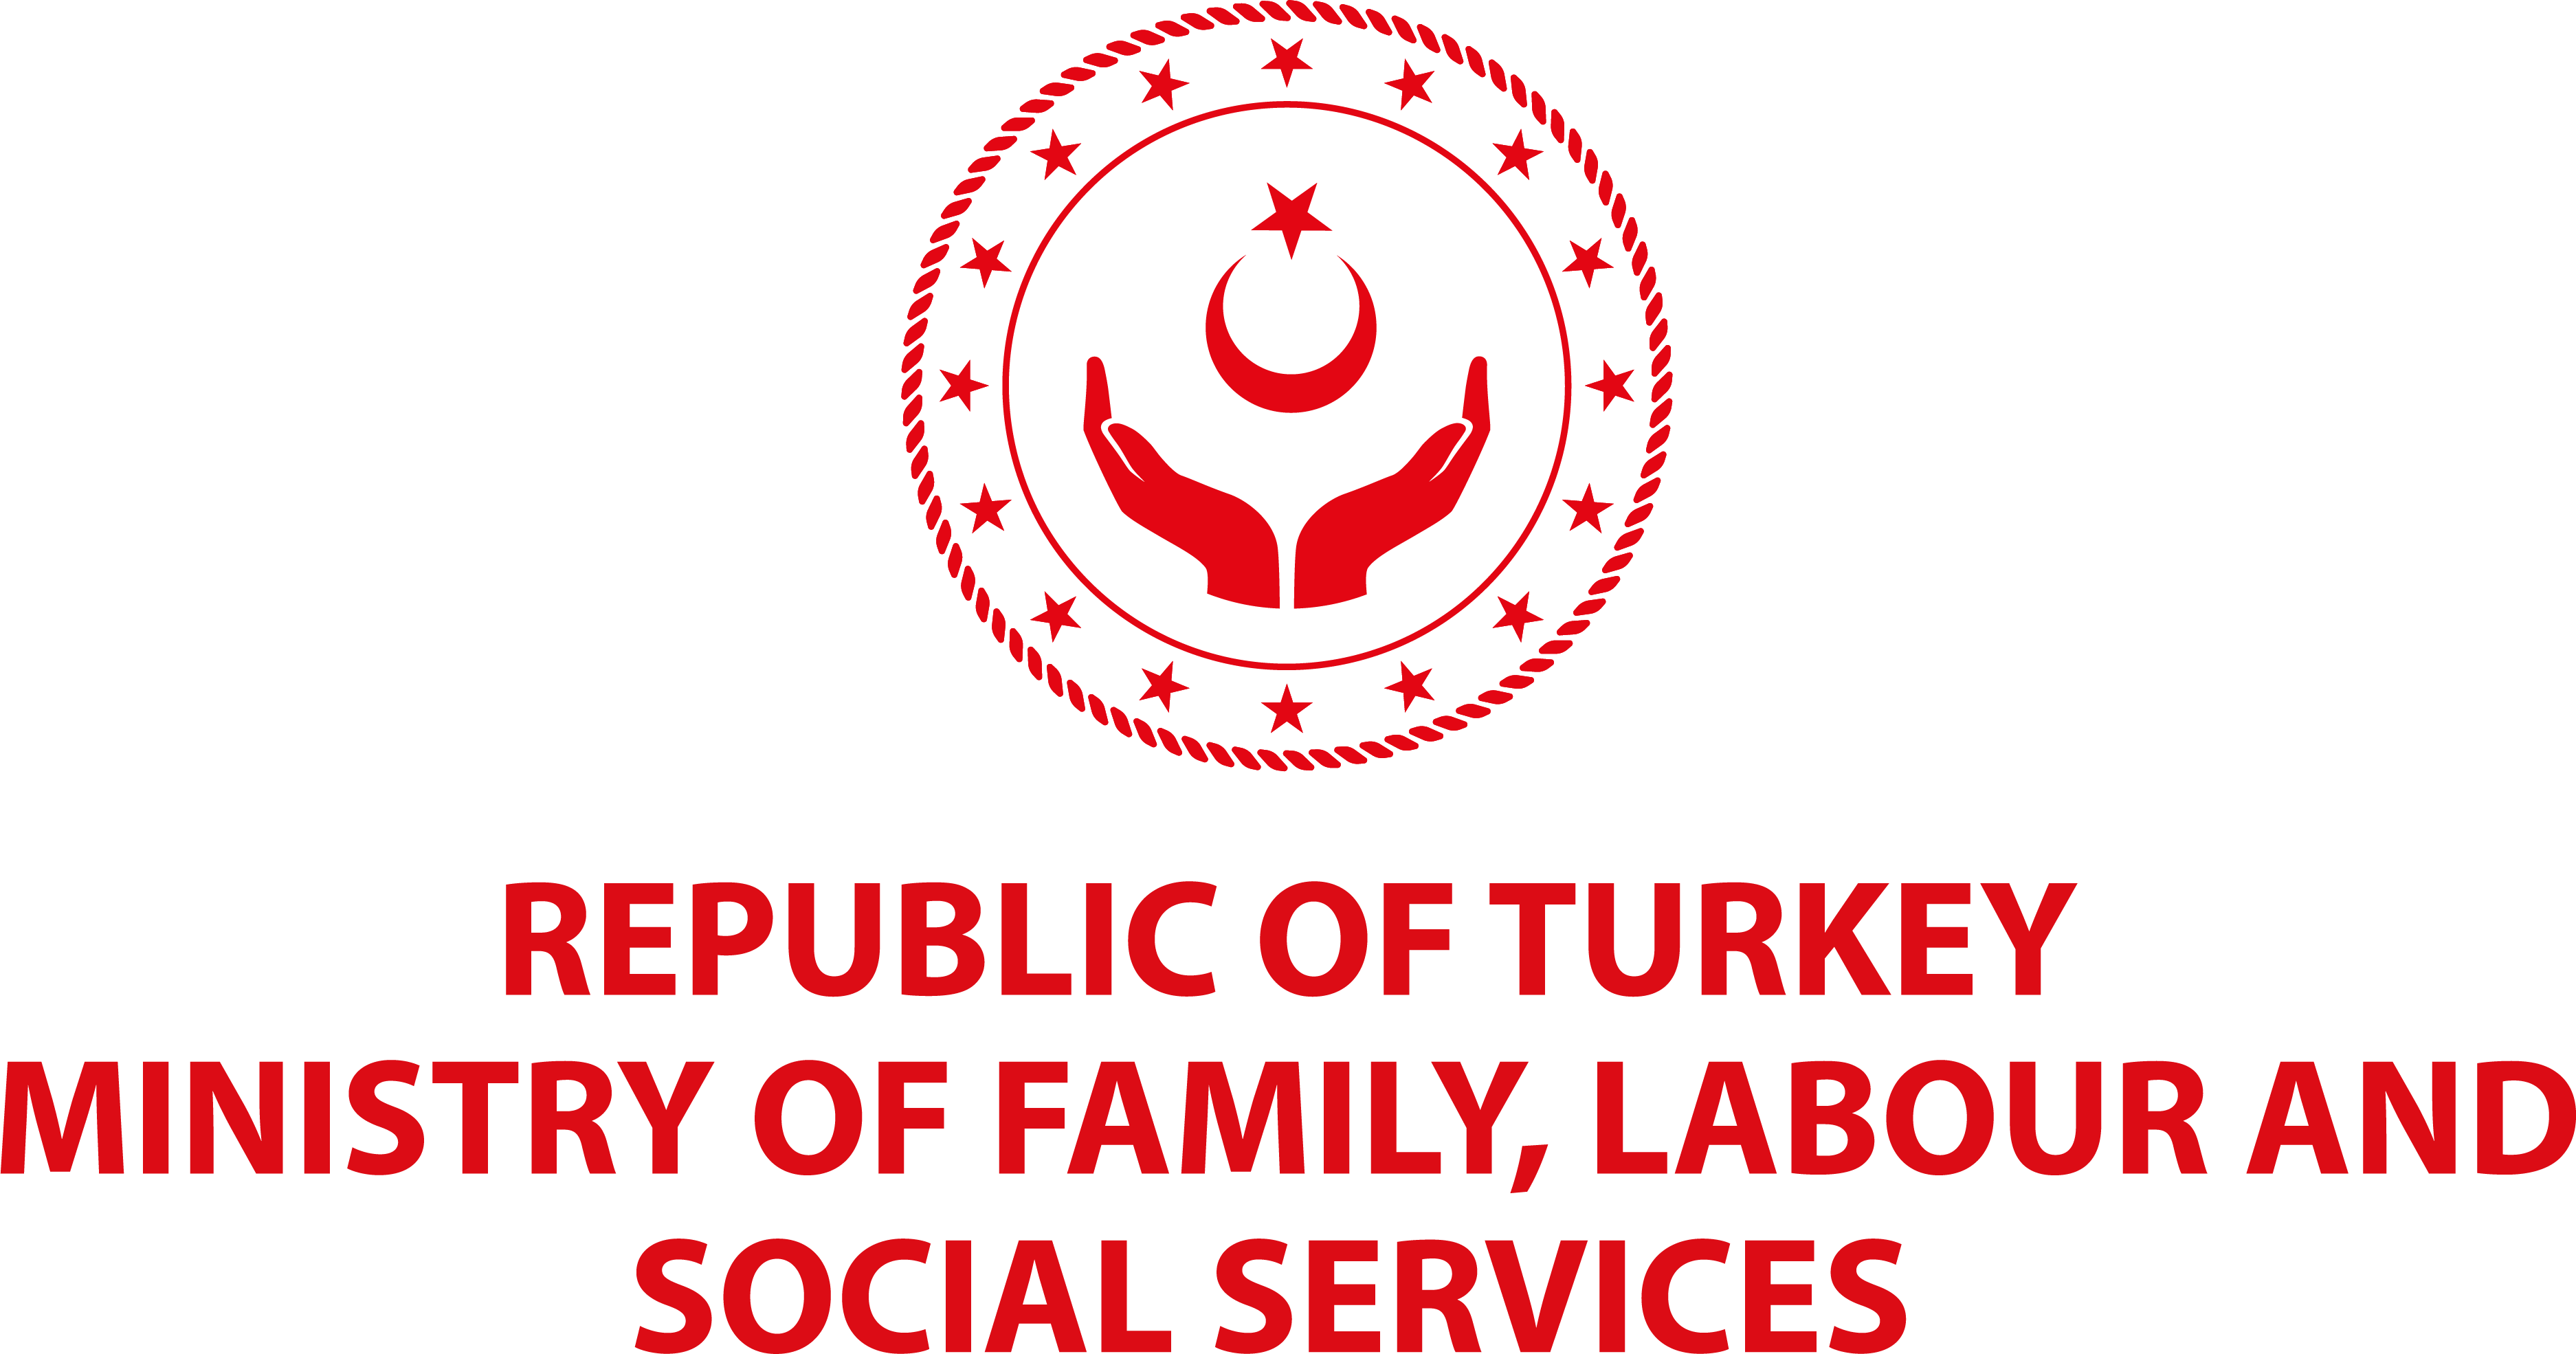 REPUBLIC OF TURKEY
MINISTRY OF FAMILY, LABOUR AND
SOCIAL SERVICES